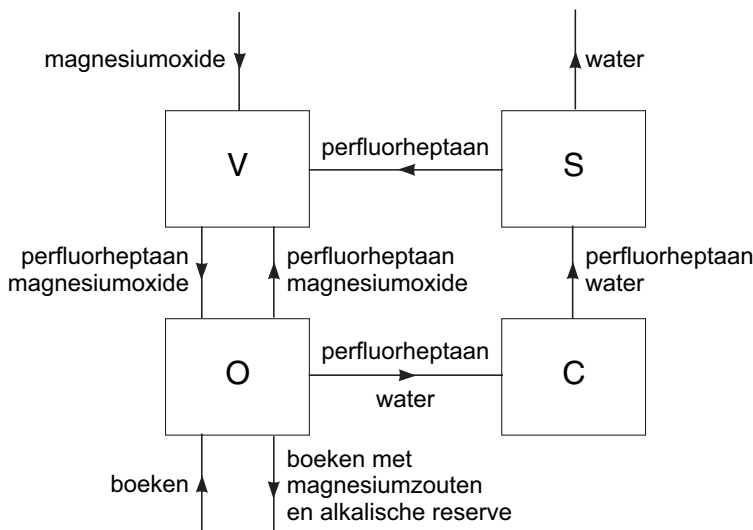 magnesiumoxide
water
V
perfluorheptaan
S
perfluorheptaan
magnesiumoxide
perfluorheptaan
magnesiumoxide
perfluorheptaan
water
O
perfluorheptaan
water
C
boeken
boeken met
magnesiumzouten
en alkalische reserve